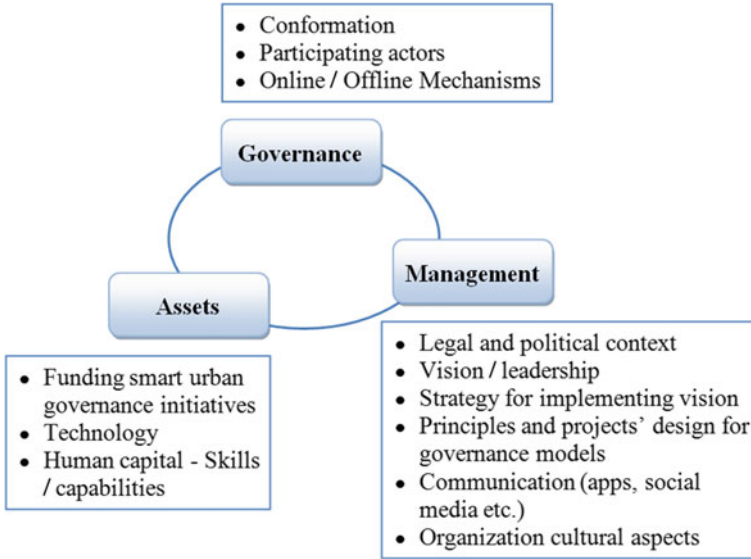 • Conformation
• Participating actors
• Online / Offline Mechanisms
Governance
Management
Assets
• Funding smart urban
governance initiatives
• Technology
• Human capital - Skills
/ capabilities
• Legal and political context
• Vision / leadership
• Strategy for implementing vision
• Principles and projects’ design for
governance models
• Communication (apps, social
media etc.)
• Organization cultural aspects